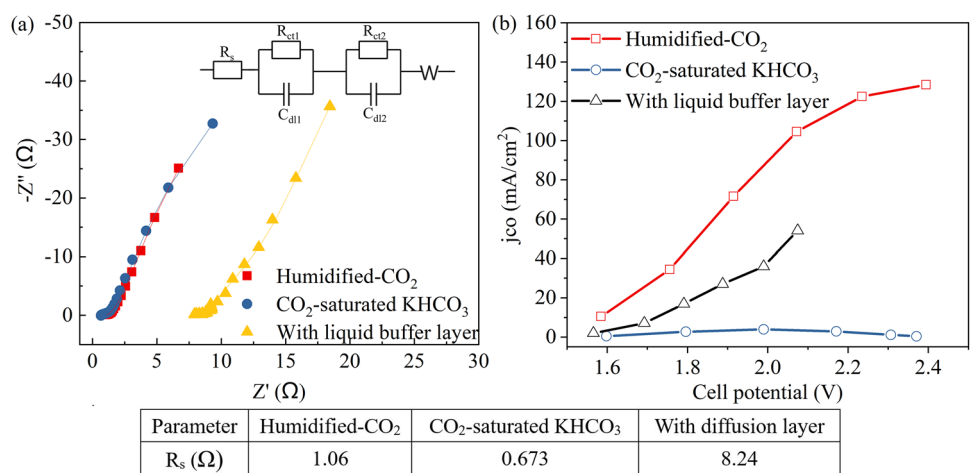 (a)
-50
-40
-30
-20
-10
0
5
-Z'' (Ω)
0 5 10 15 20 25 30
Z' (Ω)
Rs
Rct1
Cdl1
Rct2
Cdl2
W
Humidified-CO2
CO2-saturated KHCO3
With liquid buffer layer
(b)
160
140
120
100
80
60
40
20
0
jco (mA/cm²)
1.6 1.8 2.0 2.2 2.4
Cell potential (V)
Humidified-CO2
CO2-saturated KHCO3
With liquid buffer layer
Parameter Humidified-CO2 CO2-saturated KHCO3 With diffusion layer
Rs (Ω) 1.06 0.673 8.24